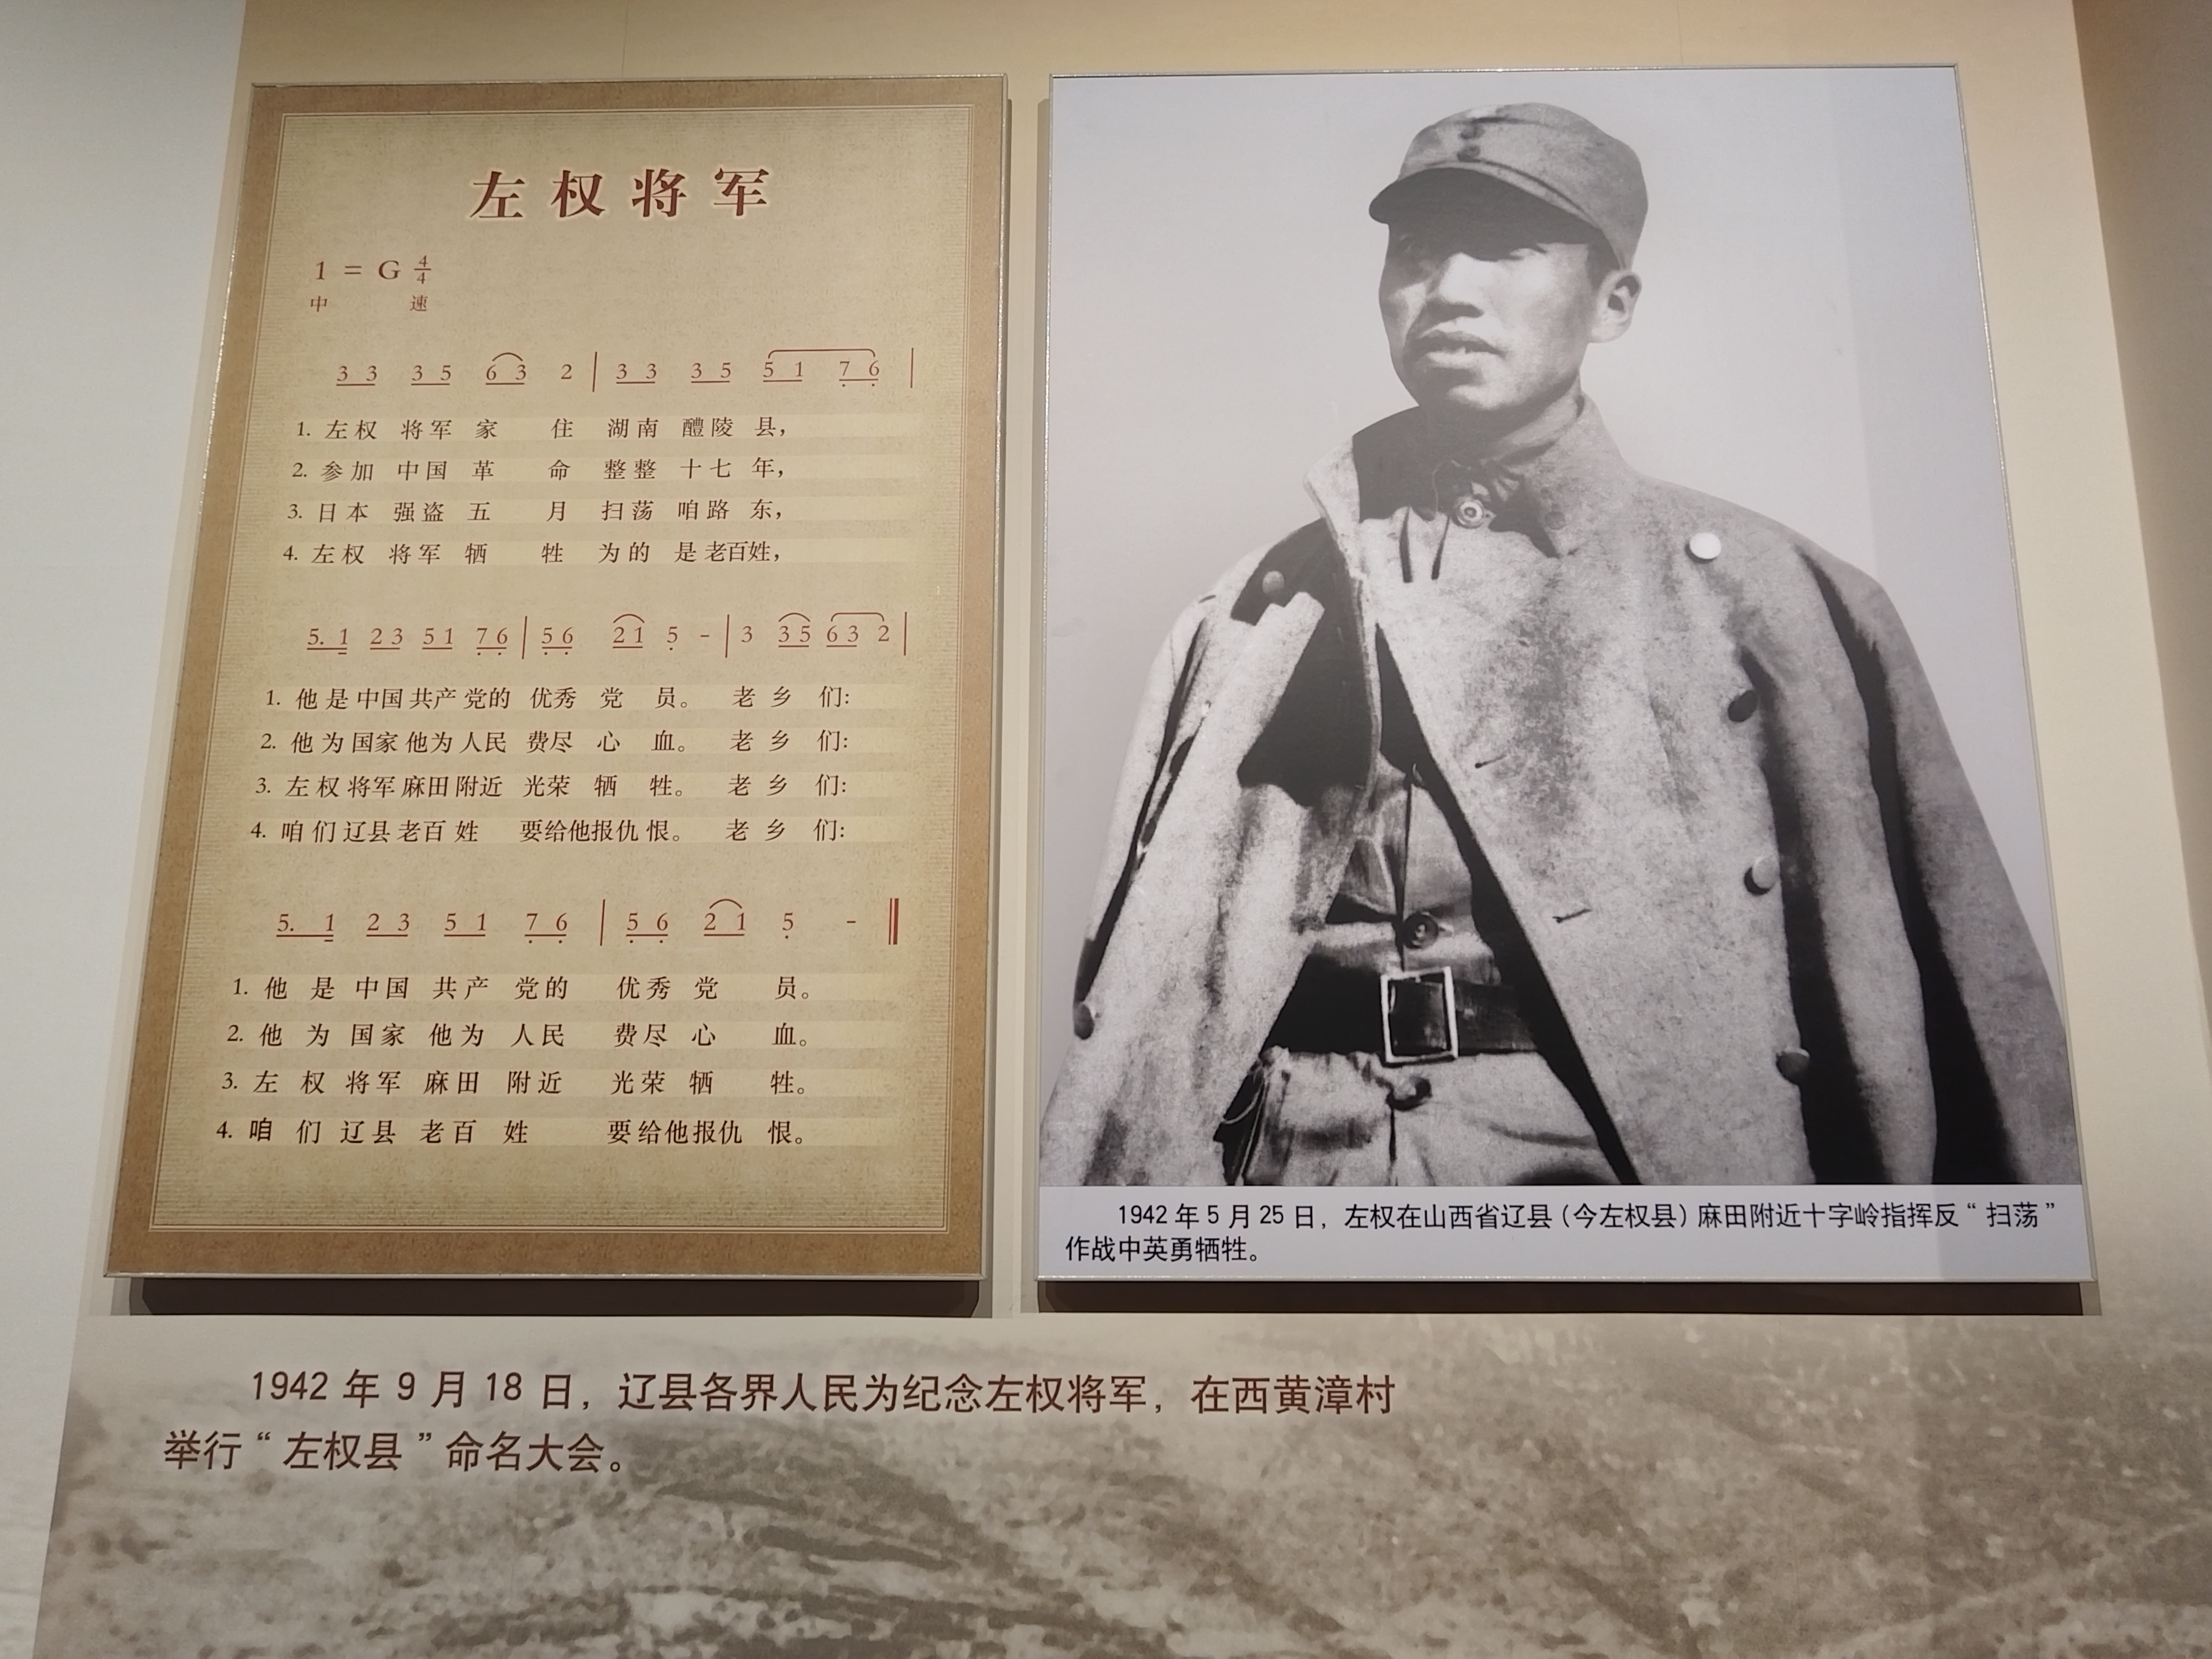 左权将军
1 = G 4/4
中 速
3 3 3 5 6 3 2 | 3 3 3 5 5 1 7 6 |
1. 左权 将军 家 住 湖南 醴陵 县，
2. 参加 中国 革 命 整整 十七 年，
3. 日本 强盗 五 月 扫荡 咱路 东，
4. 左权 将军 牺 牲 为的 是老百姓，
5. 1 2 3 5 1 7 6 | 5 6 2 1 5 - | 3 3 5 6 3 2 |
1. 他是中国共产党的 优秀 党 员。 老乡们：
2. 他为国家他为人民 费尽 心 血。 老乡们：
3. 左权将军麻田附近 光荣 牺 牲。 老乡们：
4. 咱们辽县老百姓 要给他报仇恨。 老乡们：
5. 1 2 3 5 1 7 6 | 5 6 2 1 5 - ‖
1. 他 是 中国 共产 党的 优秀 党 员。
2. 他 为 国家 他为 人民 费尽 心 血。
3. 左 权 将军 麻田 附近 光荣 牺 牲。
4. 咱 们 辽县 老百 姓 要给他报仇 恨。
1942年5月25日，左权在山西省辽县（今左权县）麻田附近十字岭指挥反“扫荡”
作战中英勇牺牲。
1942年9月18日，辽县各界人民为纪念左权将军，在西黄漳村
举行“左权县”命名大会。